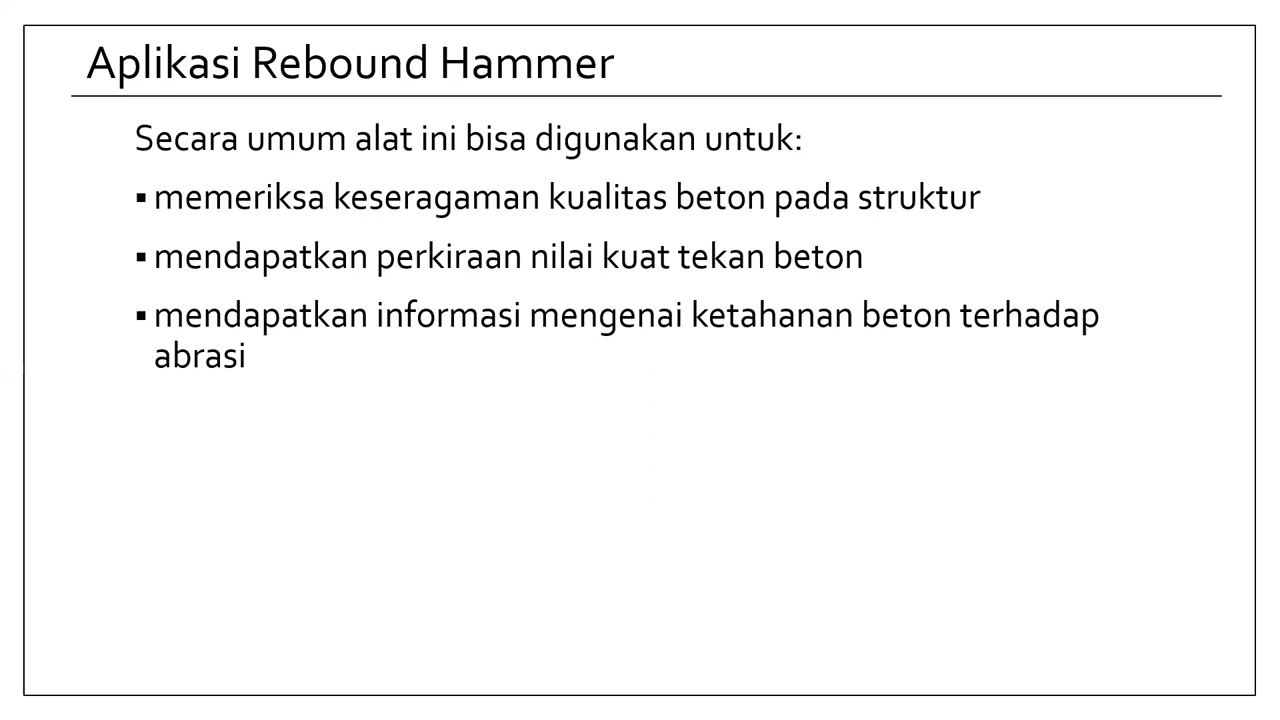 Aplikasi Rebound Hammer
Secara umum alat ini bisa digunakan untuk:
▪ memeriksa keseragaman kualitas beton pada struktur
▪ mendapatkan perkiraan nilai kuat tekan beton
▪ mendapatkan informasi mengenai ketahanan beton terhadap
abrasi